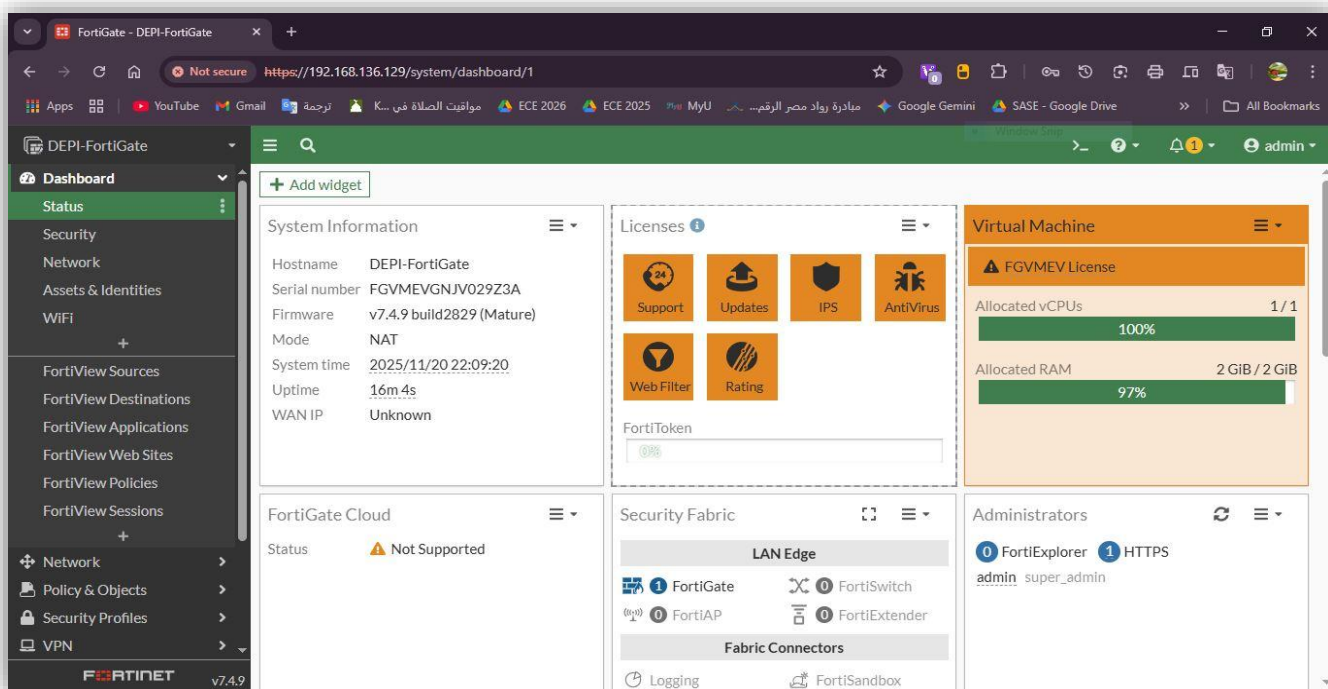 FortiGate - DEPI-FortiGate
Not secure https://192.168.136.129/system/dashboard/1
Apps YouTube Gmail ترجمة مواقيت الصلاة في K... ECE 2026 ECE 2025 MyU مبادرة رواد مصر الرقم... Google Gemini SASE - Google Drive » All Bookmarks
DEPI-FortiGate
>_ 1 admin
Dashboard
Status
Security
Network
Assets & Identities
WiFi
+
FortiView Sources
FortiView Destinations
FortiView Applications
FortiView Web Sites
FortiView Policies
FortiView Sessions
+
Network
Policy & Objects
Security Profiles
VPN
FORTINET v7.4.9
+ Add widget
System Information
Hostname DEPI-FortiGate
Serial number FGVMEVGNJV029Z3A
Firmware v7.4.9 build2829 (Mature)
Mode NAT
System time 2025/11/20 22:09:20
Uptime 16m 4s
WAN IP Unknown
Licenses
24
Support Updates IPS AntiVirus
Web Filter Rating
FortiToken
0%
Virtual Machine
FGVMEV License
Allocated vCPUs 1 / 1
100%
Allocated RAM 2 GiB / 2 GiB
97%
FortiGate Cloud
Status Not Supported
Security Fabric
LAN Edge
1 FortiGate 0 FortiSwitch
0 FortiAP 0 FortiExtender
Fabric Connectors
Logging FortiSandbox
Administrators
0 FortiExplorer 1 HTTPS
admin super_admin